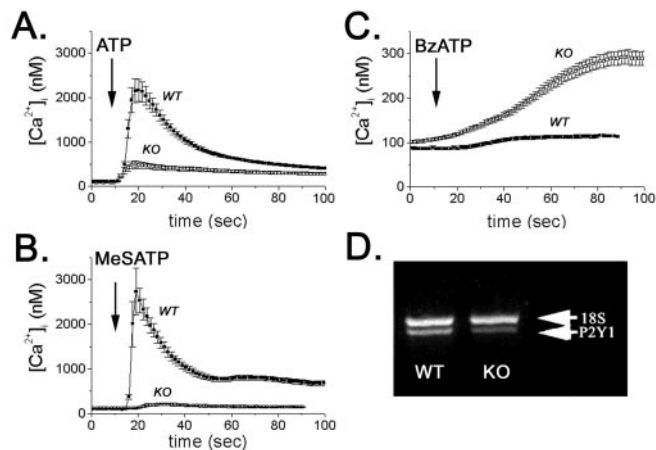 A.
ATP
[Ca²⁺]ᵢ (nM)
3000
2000
1000
0
WT
KO
0 20 40 60 80 100
time (sec)
B.
MeSATP
[Ca²⁺]ᵢ (nM)
3000
2000
1000
0
WT
KO
0 20 40 60 80 100
time (sec)
C.
BzATP
[Ca²⁺]ᵢ (nM)
300
200
100
0
KO
WT
0 20 40 60 80 100
time (sec)
D.
18S
P2Y1
WT KO